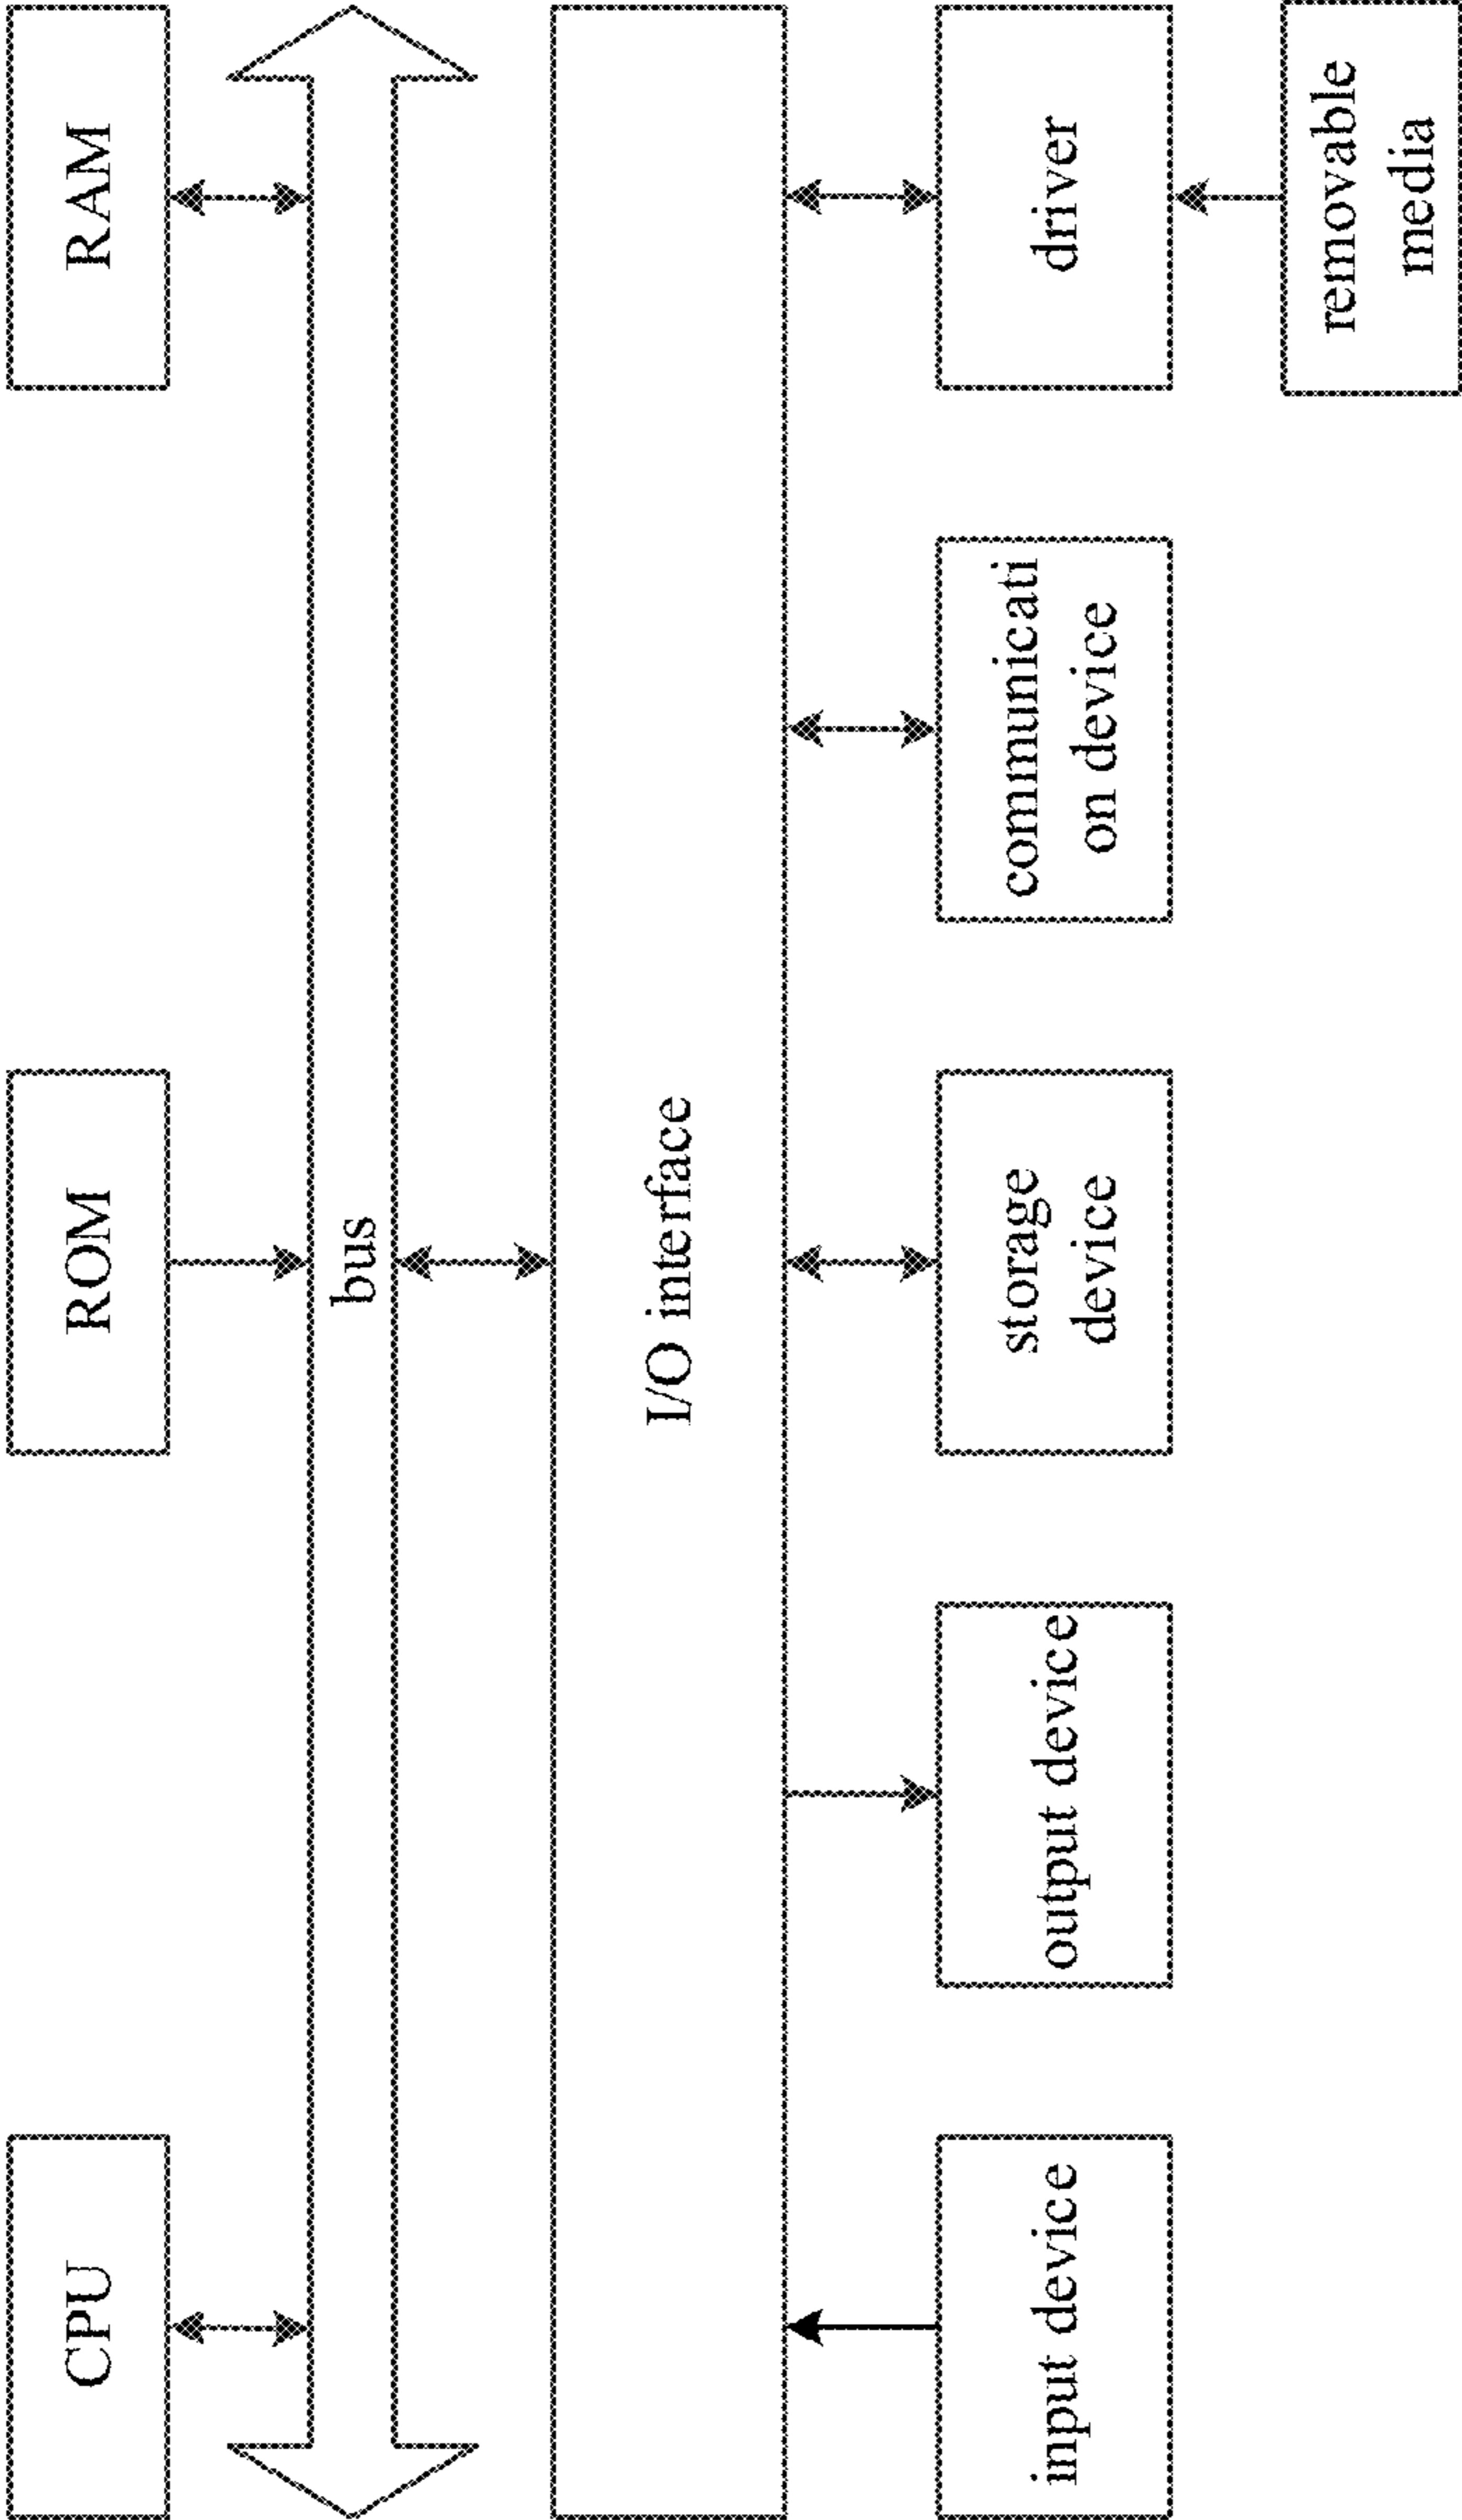 CPU
ROM
RAM
bus
I/O interface
input device
output device
storage
device
communicati
on device
driver
removable
media